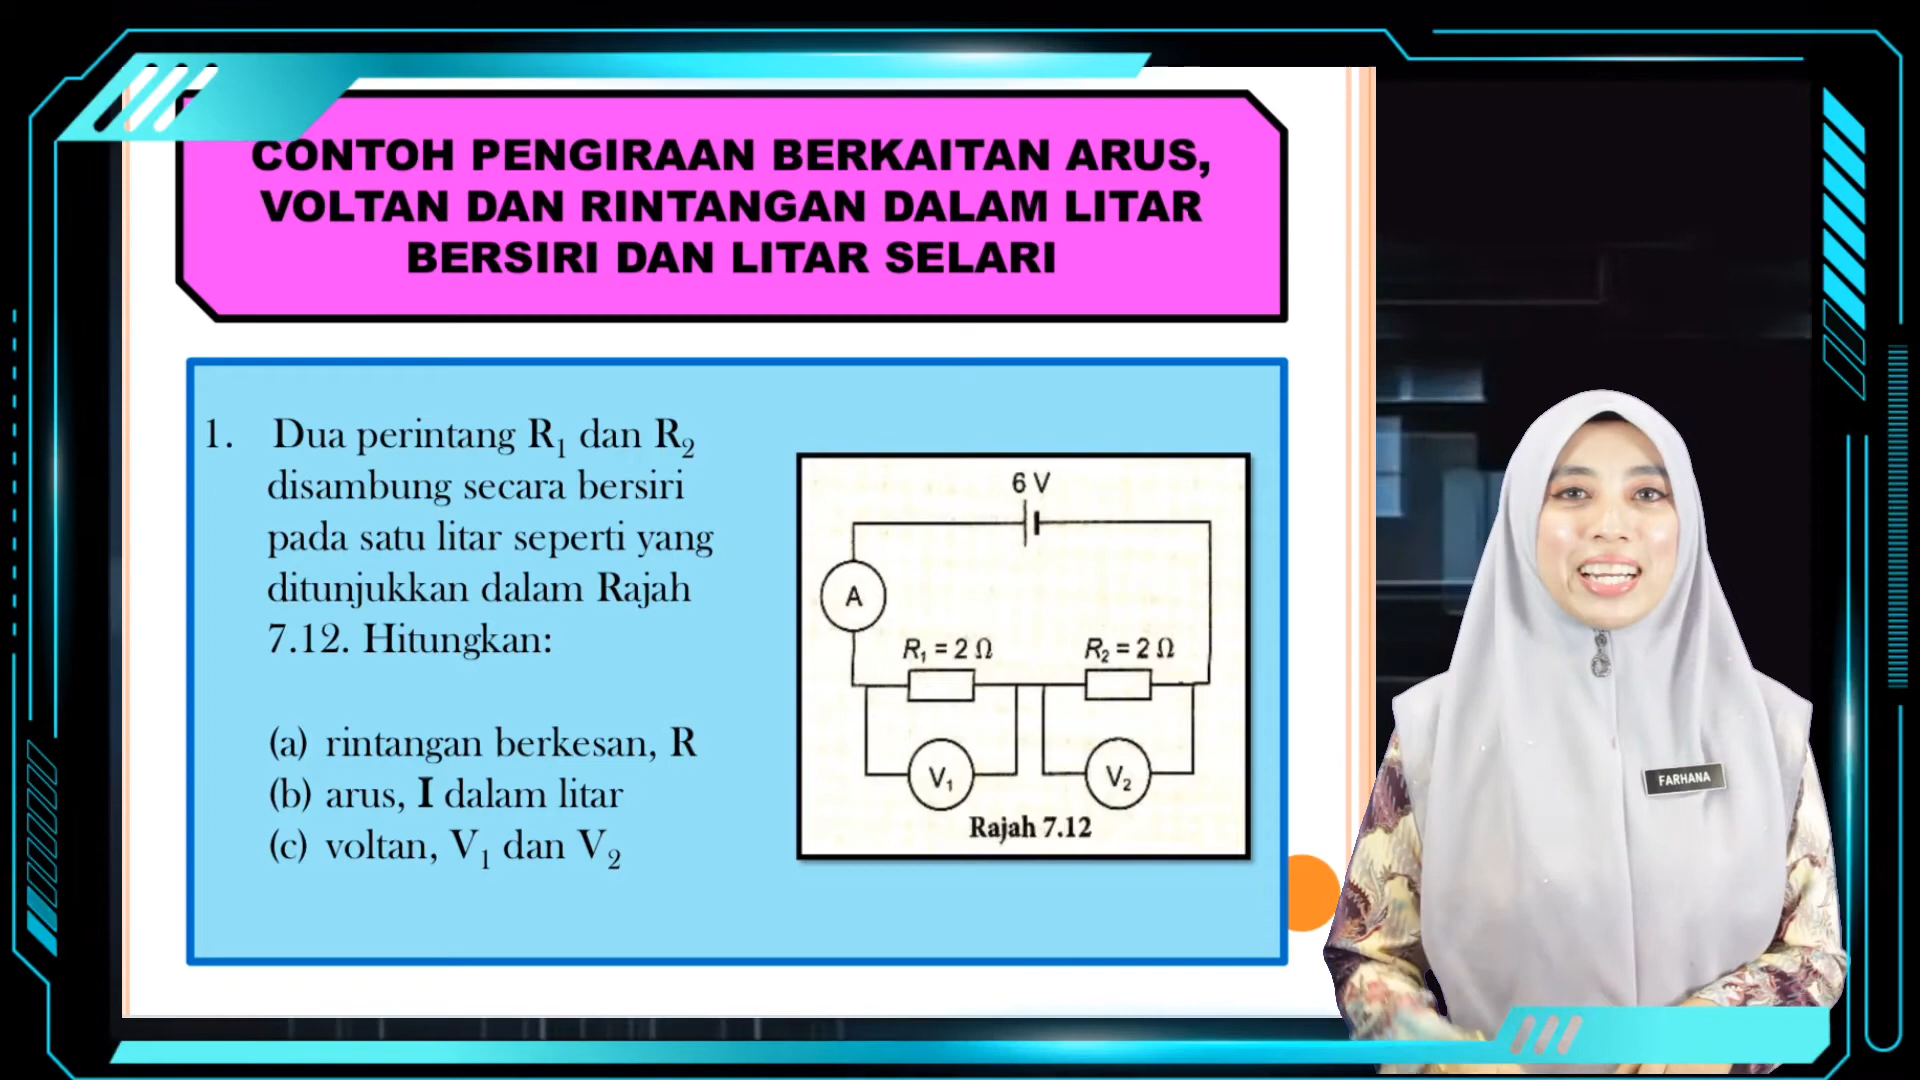 CONTOH PENGIRAAN BERKAITAN ARUS,
VOLTAN DAN RINTANGAN DALAM LITAR
BERSIRI DAN LITAR SELARI
1. Dua perintang R₁ dan R₂
disambung secara bersiri
pada satu litar seperti yang
ditunjukkan dalam Rajah
7.12. Hitungkan:
(a) rintangan berkesan, R
(b) arus, I dalam litar
(c) voltan, V₁ dan V₂
6 V
A
R₁ = 2 Ω
R₂ = 2 Ω
V₁
V₂
Rajah 7.12
FARHANA